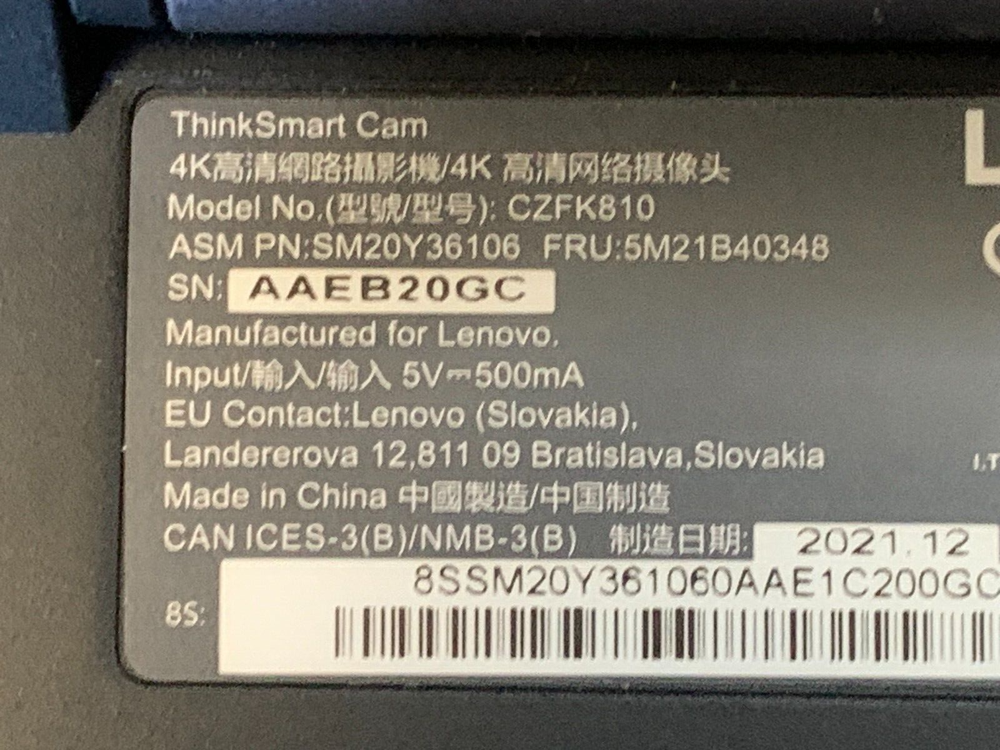 ThinkSmart Cam
4K高清網路攝影機/4K 高清网络摄像头
Model No.(型號/型号): CZFK810
ASM PN:SM20Y36106 FRU:5M21B40348
SN: AAEB20GC
Manufactured for Lenovo.
Input/輸入/输入 5V⎓500mA
EU Contact:Lenovo (Slovakia),
Landererova 12,811 09 Bratislava,Slovakia
Made in China 中國製造/中国制造
CAN ICES-3(B)/NMB-3(B) 制造日期: 2021.12
8SSM20Y361060AAE1C200GC
8S: